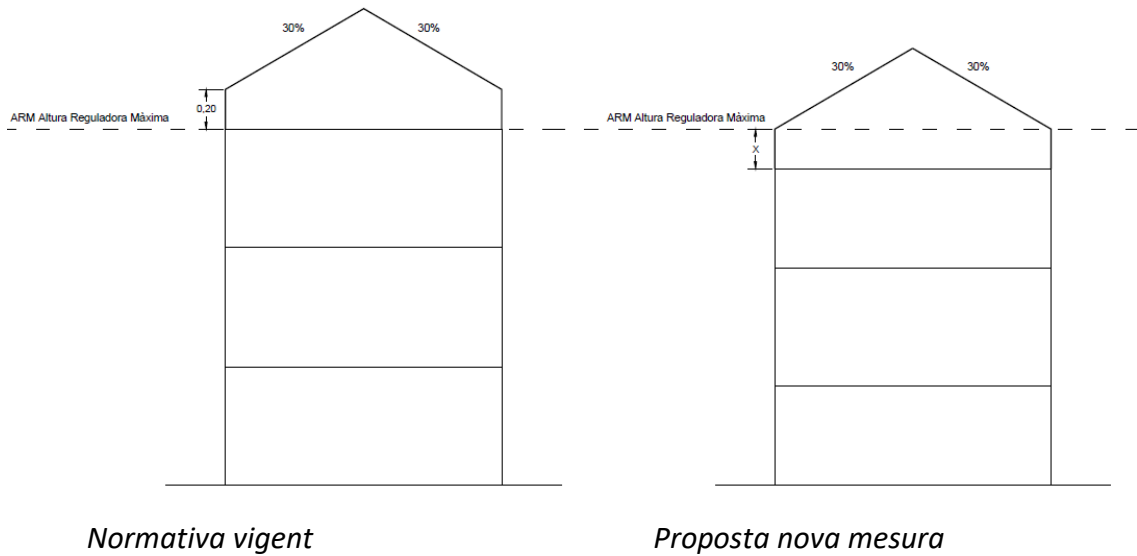 30% 30%
0,20
ARM Altura Reguladora Màxima
30% 30%
ARM Altura Reguladora Màxima
X
Normativa vigent
Proposta nova mesura